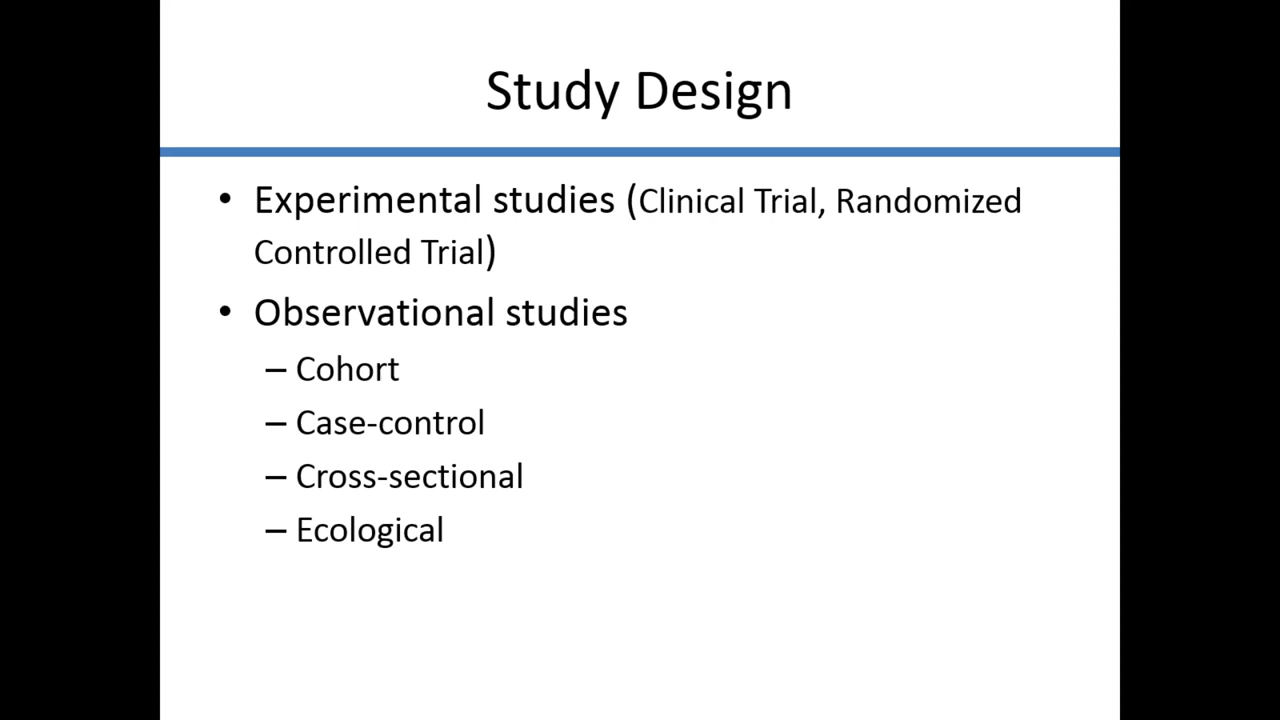 Study Design
• Experimental studies (Clinical Trial, Randomized
Controlled Trial)
• Observational studies
– Cohort
– Case-control
– Cross-sectional
– Ecological